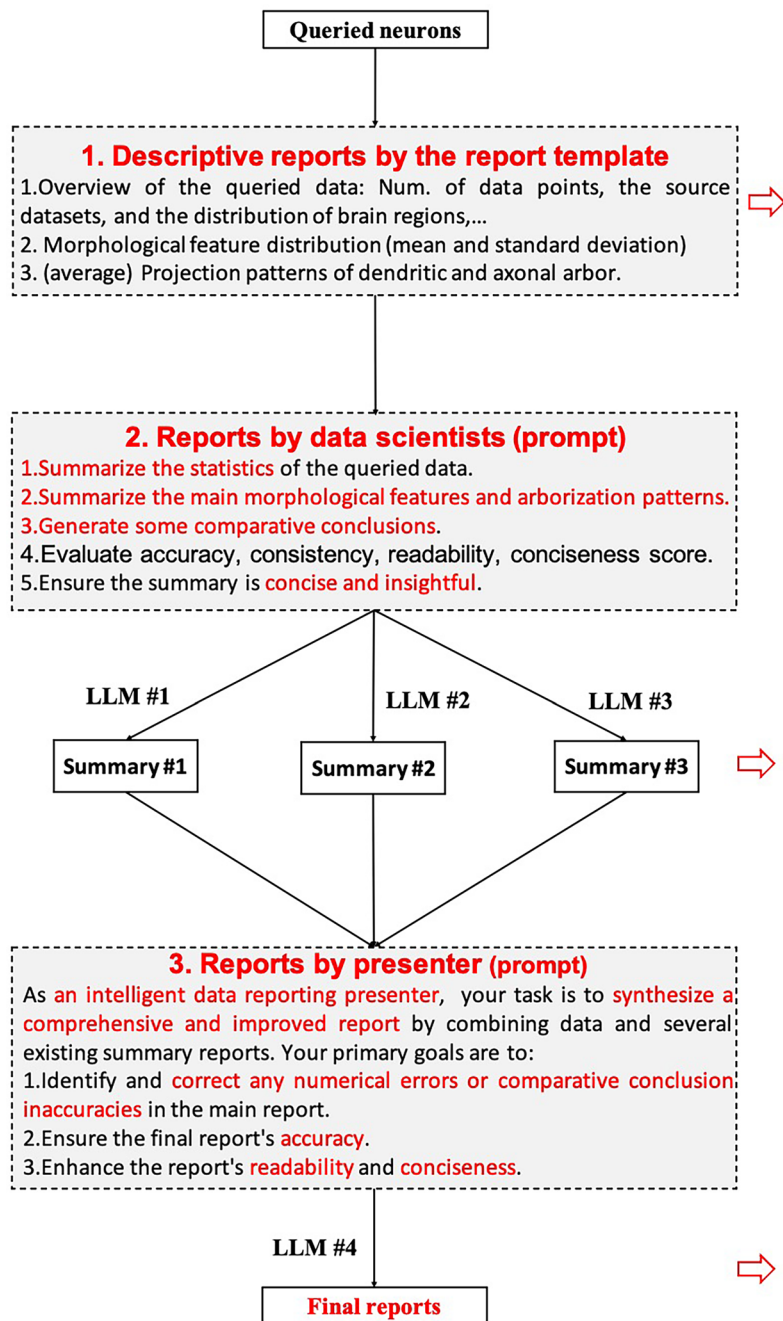 Queried neurons
1. Descriptive reports by the report template
1.Overview of the queried data: Num. of data points, the source
datasets, and the distribution of brain regions,...
2. Morphological feature distribution (mean and standard deviation)
3. (average) Projection patterns of dendritic and axonal arbor.
2. Reports by data scientists (prompt)
1.Summarize the statistics of the queried data.
2.Summarize the main morphological features and arborization patterns.
3.Generate some comparative conclusions.
4.Evaluate accuracy, consistency, readability, conciseness score.
5.Ensure the summary is concise and insightful.
LLM #1
LLM #2
LLM #3
Summary #1
Summary #2
Summary #3
3. Reports by presenter (prompt)
As an intelligent data reporting presenter, your task is to synthesize a
comprehensive and improved report by combining data and several
existing summary reports. Your primary goals are to:
1.Identify and correct any numerical errors or comparative conclusion
inaccuracies in the main report.
2.Ensure the final report's accuracy.
3.Enhance the report's readability and conciseness.
LLM #4
Final reports